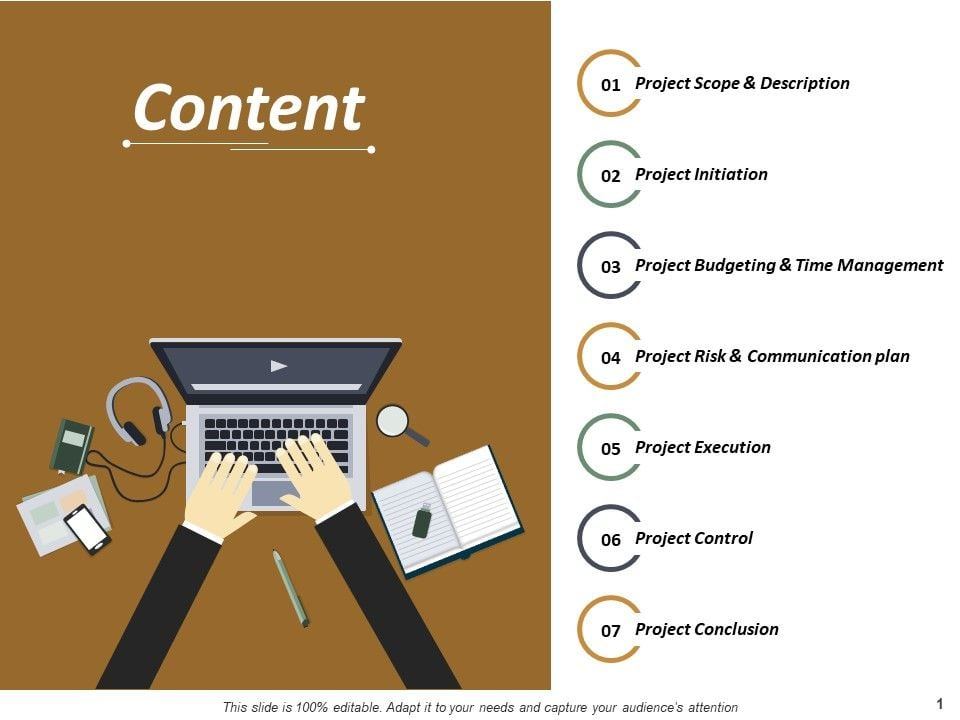 Content
01 Project Scope & Description
02 Project Initiation
03 Project Budgeting & Time Management
04 Project Risk & Communication plan
05 Project Execution
06 Project Control
07 Project Conclusion
This slide is 100% editable. Adapt it to your needs and capture your audience's attention
1